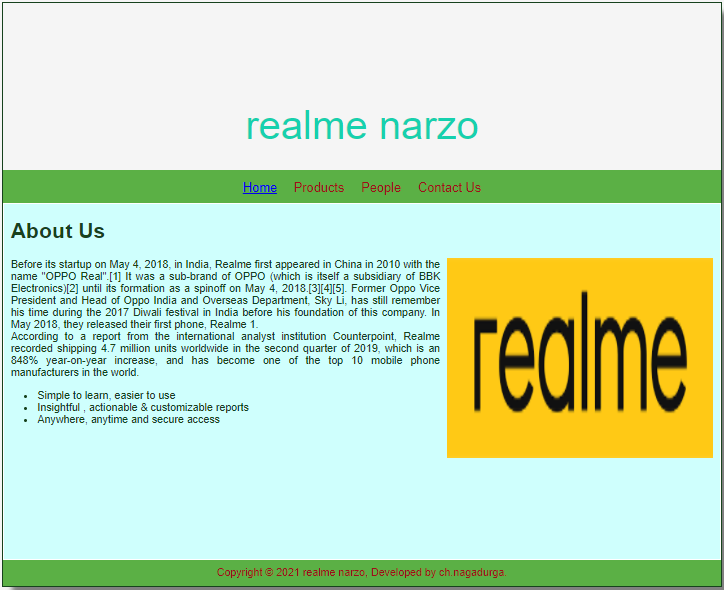 realme narzo
Home Products People Contact Us
About Us
Before its startup on May 4, 2018, in India, Realme first appeared in China in 2010 with the
name "OPPO Real".[1] It was a sub-brand of OPPO (which is itself a subsidiary of BBK
Electronics)[2] until its formation as a spinoff on May 4, 2018.[3][4][5]. Former Oppo Vice
President and Head of Oppo India and Overseas Department, Sky Li, has still remember
his time during the 2017 Diwali festival in India before his foundation of this company. In
May 2018, they released their first phone, Realme 1.
According to a report from the international analyst institution Counterpoint, Realme
recorded shipping 4.7 million units worldwide in the second quarter of 2019, which is an
848% year-on-year increase, and has become one of the top 10 mobile phone
manufacturers in the world.
• Simple to learn, easier to use
• Insightful , actionable & customizable reports
• Anywhere, anytime and secure access
realme
Copyright © 2021 realme narzo, Developed by ch.nagadurga.